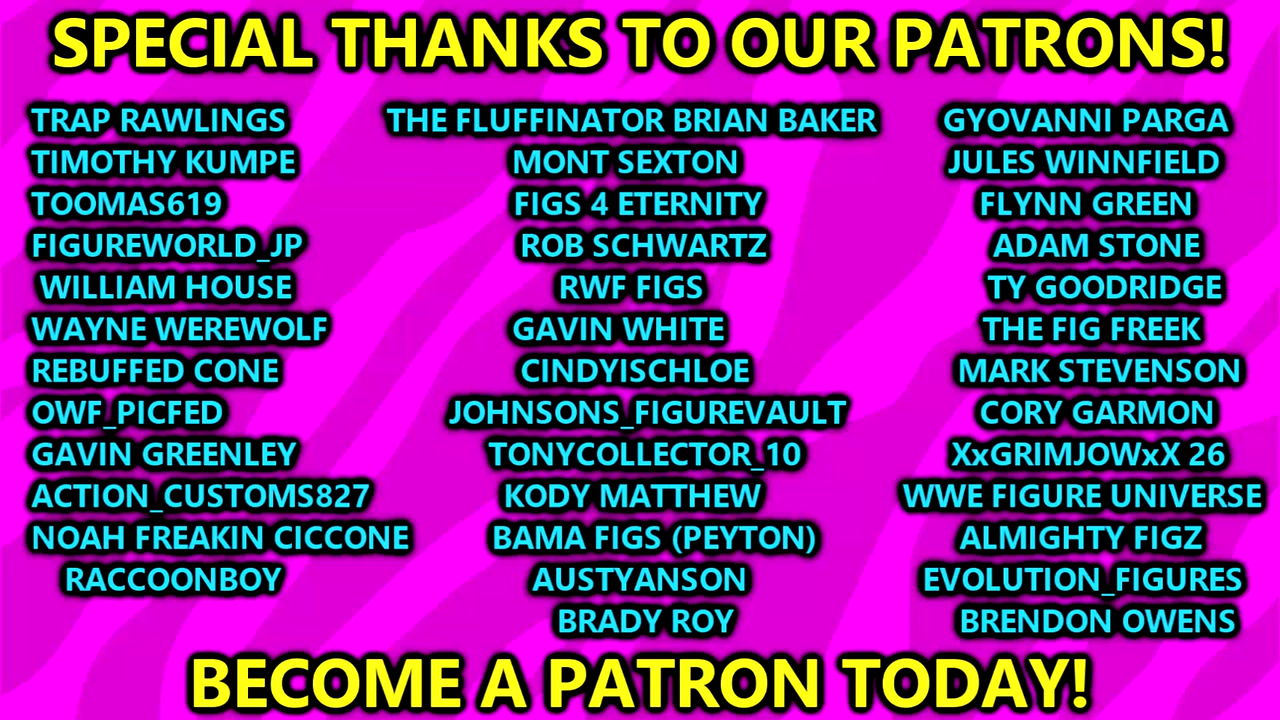 SPECIAL THANKS TO OUR PATRONS!
TRAP RAWLINGS
TIMOTHY KUMPE
TOOMAS619
FIGUREWORLD_JP
WILLIAM HOUSE
WAYNE WEREWOLF
REBUFFED CONE
OWF_PICFED
GAVIN GREENLEY
ACTION_CUSTOMS827
NOAH FREAKIN CICCONE
RACCOONBOY
THE FLUFFINATOR BRIAN BAKER
MONT SEXTON
FIGS 4 ETERNITY
ROB SCHWARTZ
RWF FIGS
GAVIN WHITE
CINDYISCHLOE
JOHNSONS_FIGUREVAULT
TONYCOLLECTOR_10
KODY MATTHEW
BAMA FIGS (PEYTON)
AUSTYANSON
BRADY ROY
GYOVANNI PARGA
JULES WINNFIELD
FLYNN GREEN
ADAM STONE
TY GOODRIDGE
THE FIG FREEK
MARK STEVENSON
CORY GARMON
XxGRIMJOWxX 26
WWE FIGURE UNIVERSE
ALMIGHTY FIGZ
EVOLUTION_FIGURES
BRENDON OWENS
BECOME A PATRON TODAY!